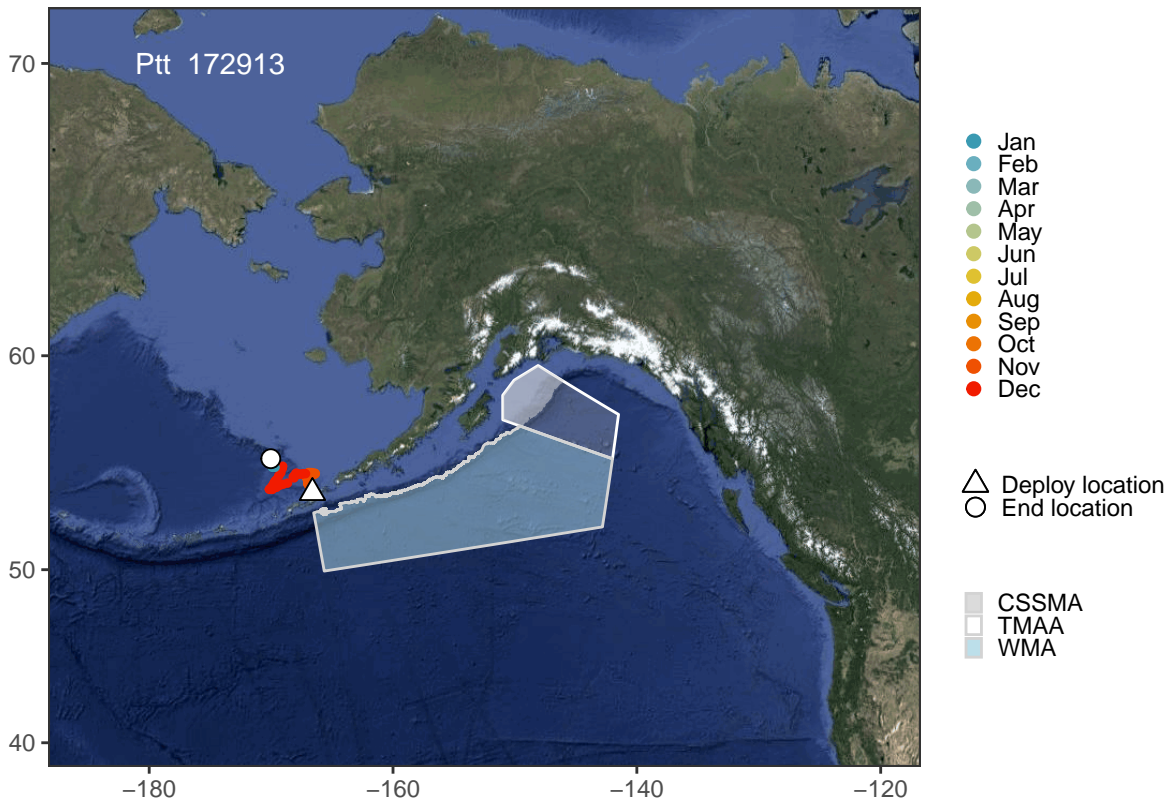 Ptt 172913
70
60
50
40
−180
−160
−140
−120
Jan
Feb
Mar
Apr
May
Jun
Jul
Aug
Sep
Oct
Nov
Dec
Deploy location
End location
CSSMA
TMAA
WMA